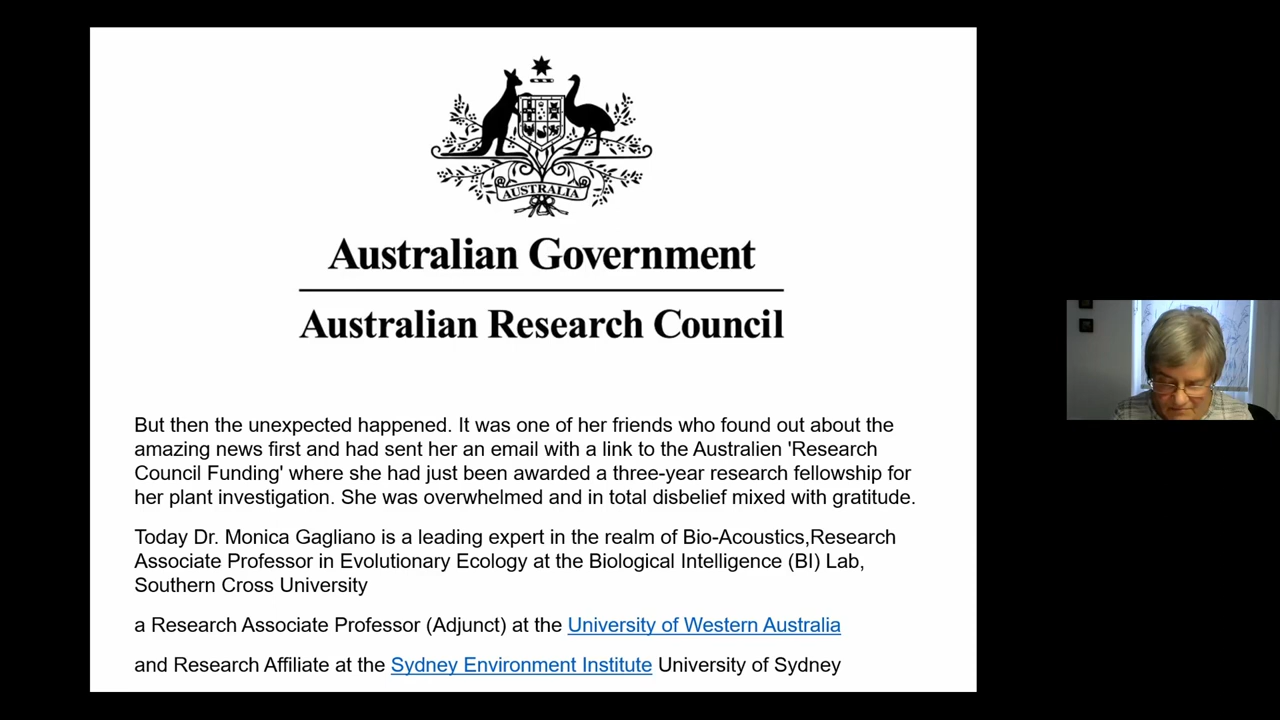 AUSTRALIA
Australian Government
Australian Research Council
But then the unexpected happened. It was one of her friends who found out about the
amazing news first and had sent her an email with a link to the Australien 'Research
Council Funding' where she had just been awarded a three-year research fellowship for
her plant investigation. She was overwhelmed and in total disbelief mixed with gratitude.
Today Dr. Monica Gagliano is a leading expert in the realm of Bio-Acoustics,Research
Associate Professor in Evolutionary Ecology at the Biological Intelligence (BI) Lab,
Southern Cross University
a Research Associate Professor (Adjunct) at the University of Western Australia
and Research Affiliate at the Sydney Environment Institute University of Sydney